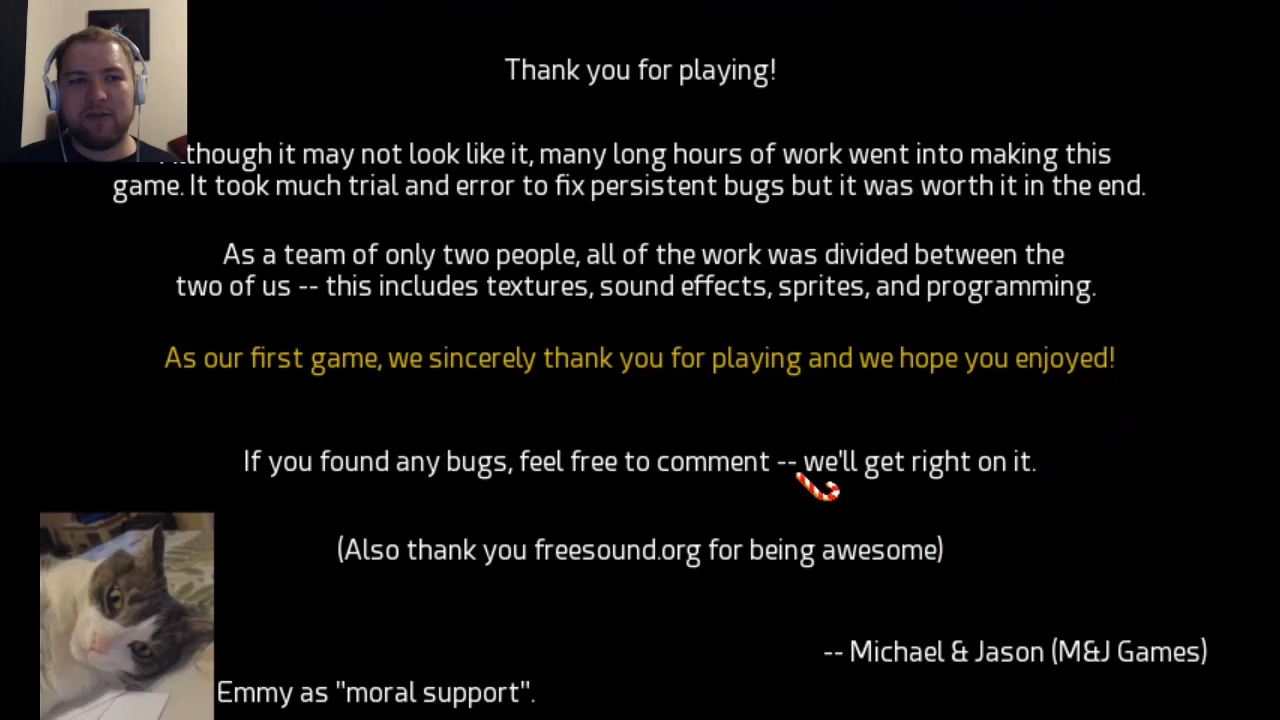 Thank you for playing!
though it may not look like it, many long hours of work went into making this
game. It took much trial and error to fix persistent bugs but it was worth it in the end.
As a team of only two people, all of the work was divided between the
two of us -- this includes textures, sound effects, sprites, and programming.
As our first game, we sincerely thank you for playing and we hope you enjoyed!
If you found any bugs, feel free to comment -- we'll get right on it.
(Also thank you freesound.org for being awesome)
-- Michael & Jason (M&J Games)
Emmy as "moral support".